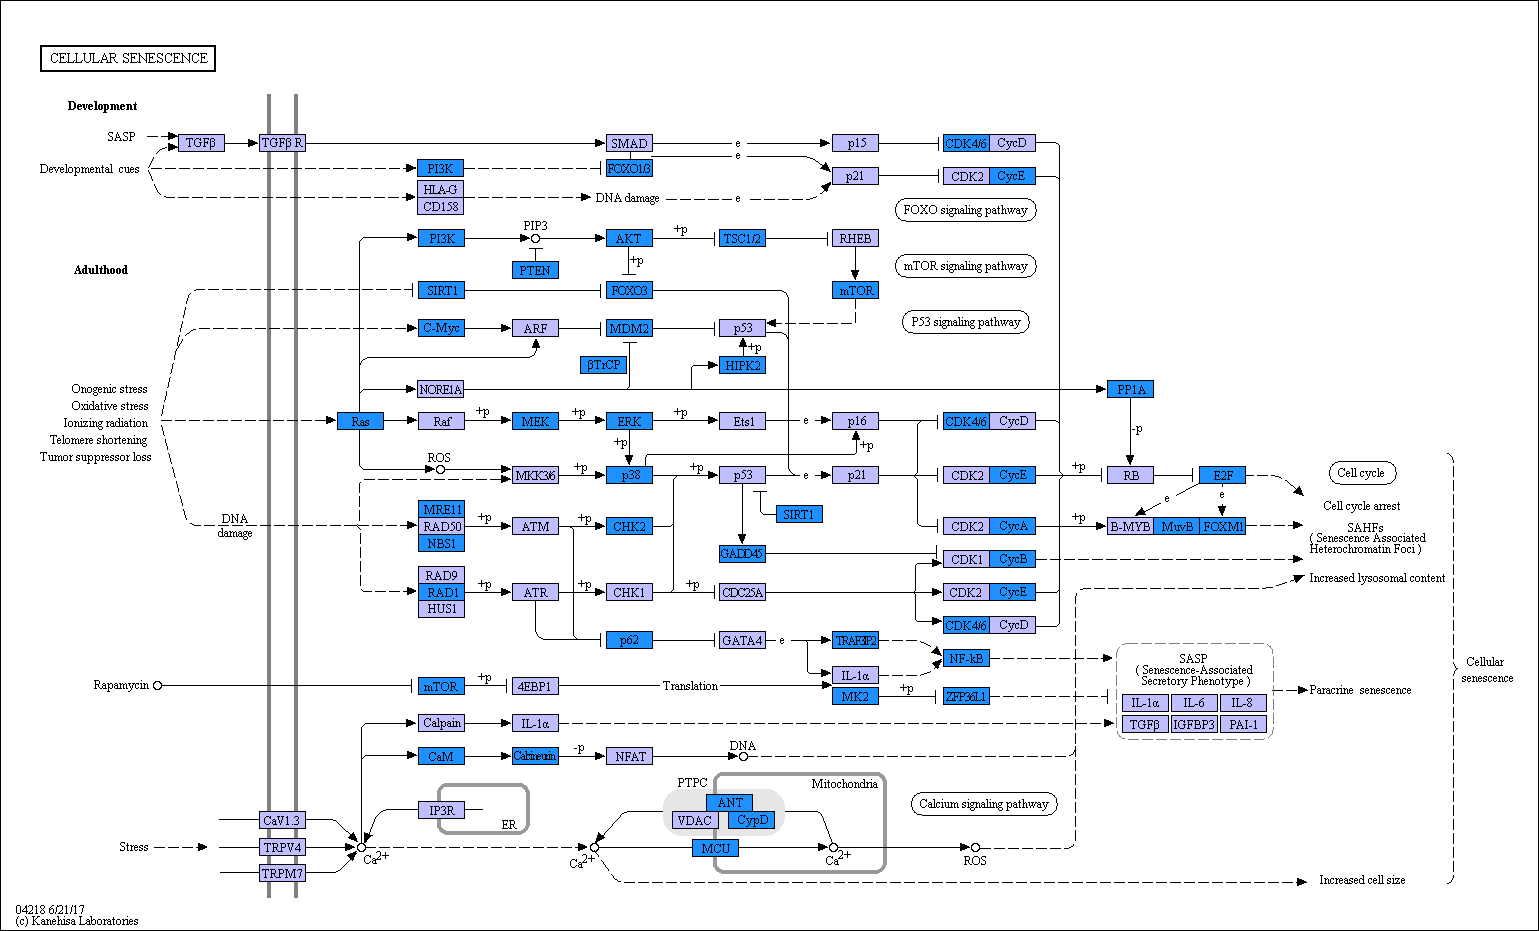 CELLULAR SENESCENCE
Development
SASP
TGFβ
TGFβ R
SMAD
e
p15
CDK4/6
CycD
e
Developmental cues
PI3K
FOXO1/3
p21
CDK2
CycE
HLA-G
CD158
DNA damage
e
FOXO signaling pathway
PIP3
PI3K
AKT
+p
TSC1/2
RHEB
PTEN
+p
mTOR signaling pathway
Adulthood
SIRT1
FOXO3
mTOR
C-Myc
ARF
MDM2
p53
P53 signaling pathway
+p
βTrCP
HIPK2
NORE1A
PP1A
Onogenic stress
Oxidative stress
Ionizing radiation
Telomere shortening
Tumor suppressor loss
Ras
Raf
+p
MEK
+p
ERK
+p
Ets1
e
p16
CDK4/6
CycD
-p
+p
+p
ROS
MKK3/6
+p
p38
+p
p53
e
p21
CDK2
CycE
+p
RB
E2F
Cell cycle
e
e
Cell cycle arrest
MRE11
RAD50
NBS1
DNA
damage
+p
ATM
+p
CHK2
SIRT1
CDK2
CycA
+p
B-MYB
MuvB
FOXM1
SAHFs
( Senescence Associated
Heterochromatin Foci )
GADD45
CDK1
CycB
RAD9
RAD1
HUS1
+p
ATR
+p
CHK1
+p
CDC25A
CDK2
CycE
Increased lysosomal content
CDK4/6
CycD
p62
GATA4
e
TRAF3IP2
NF-kB
IL-1α
SASP
( Senescence-Associated
Secretory Phenotype )
IL-1α
IL-6
IL-8
TGFβ
IGFBP3
PAI-1
Cellular
senescence
Rapamycin
mTOR
+p
4EBP1
Translation
MK2
+p
ZFP36L1
Paracrine senescence
Calpain
IL-1α
CaM
Calcineurin
-p
NFAT
DNA
PTPC
Mitochondria
ANT
VDAC
CypD
MCU
Calcium signaling pathway
IP3R
ER
CaV1.3
Stress
TRPV4
TRPM7
Ca2+
Ca2+
Ca2+
ROS
Increased cell size
04218 6/21/17
(c) Kanehisa Laboratories